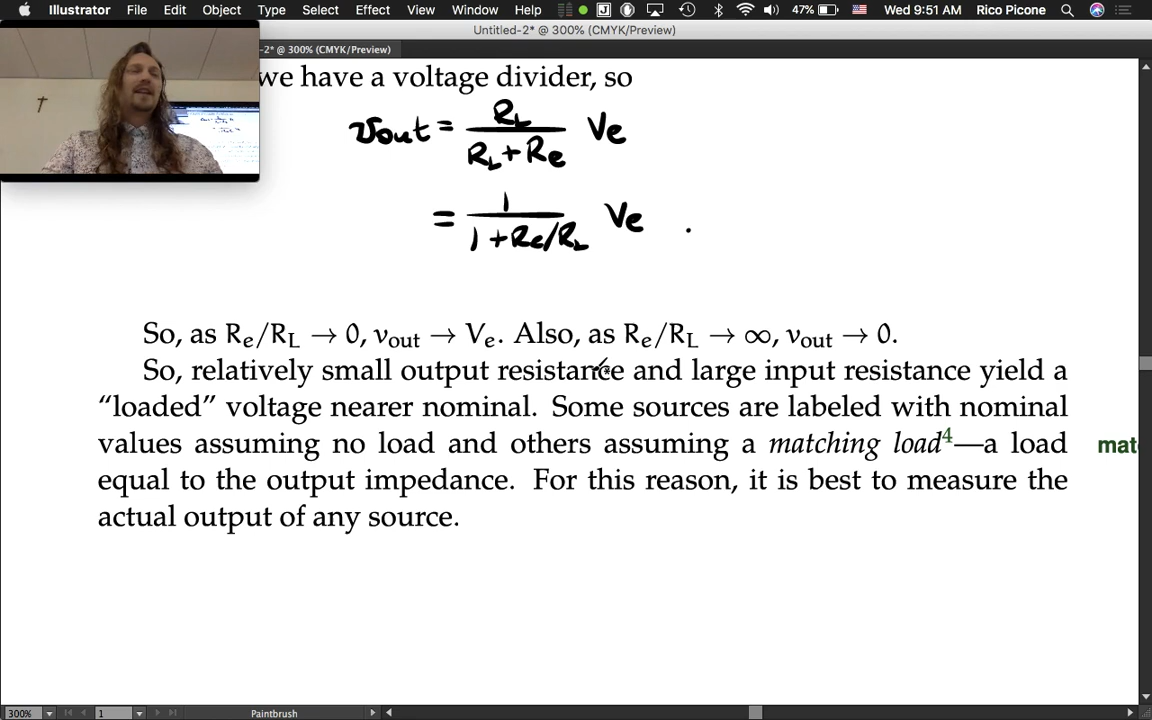 Illustrator File Edit Object Type Select Effect View Window Help 47% Wed 9:51 AM Rico Picone
Untitled-2* @ 300% (CMYK/Preview)
-2* @ 300% (CMYK/Preview)
we have a voltage divider, so
vout = RL / (RL + Re) Ve
= 1 / (1 + Re/RL) Ve .
So, as Re/RL → 0, vout → Ve. Also, as Re/RL → ∞, vout → 0.
So, relatively small output resistance and large input resistance yield a
“loaded” voltage nearer nominal. Some sources are labeled with nominal
values assuming no load and others assuming a matching load4—a load
equal to the output impedance. For this reason, it is best to measure the
actual output of any source.
mat
300% 1 Paintbrush